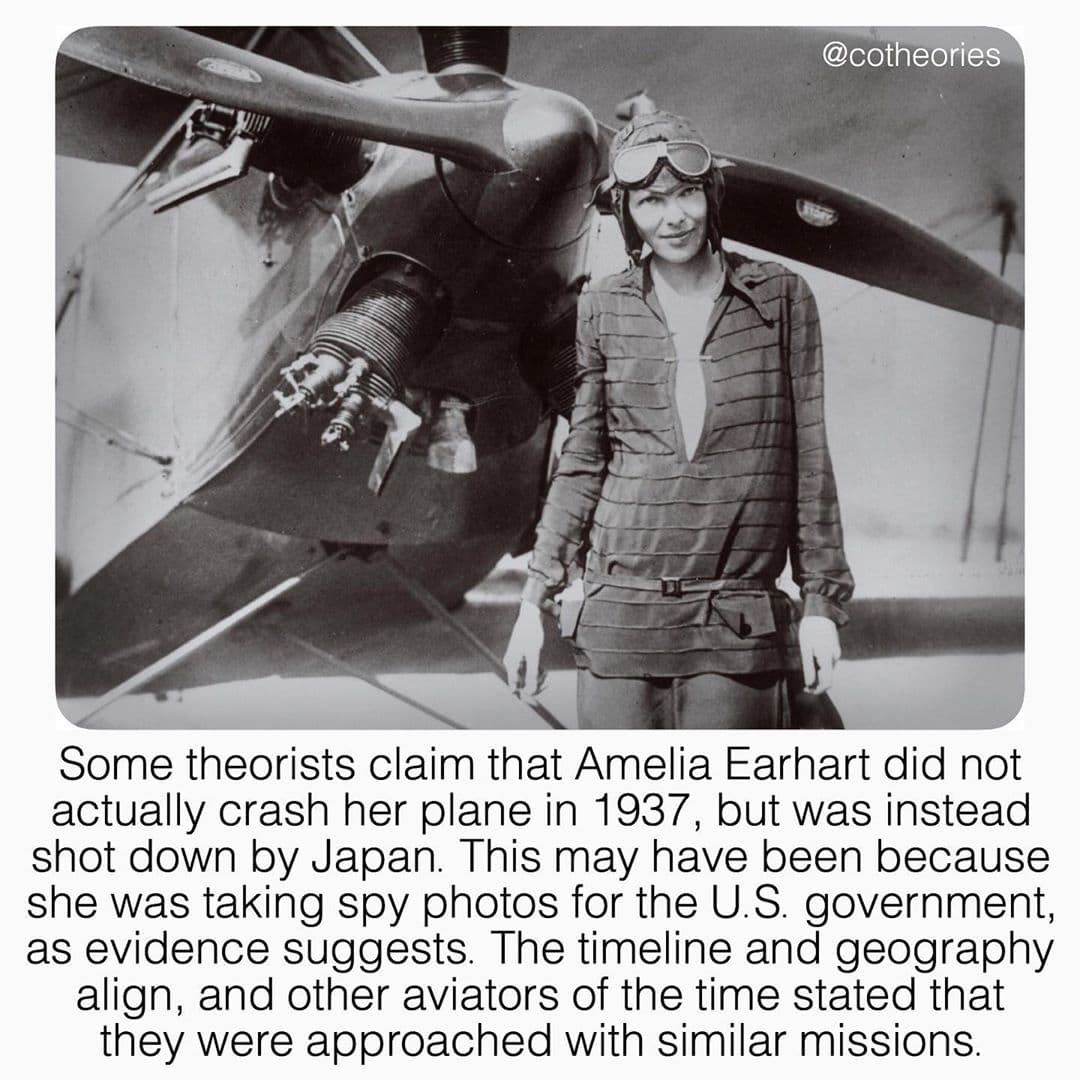 @cotheories
Some theorists claim that Amelia Earhart did not
actually crash her plane in 1937, but was instead
shot down by Japan. This may have been because
she was taking spy photos for the U.S. government,
as evidence suggests. The timeline and geography
align, and other aviators of the time stated that
they were approached with similar missions.